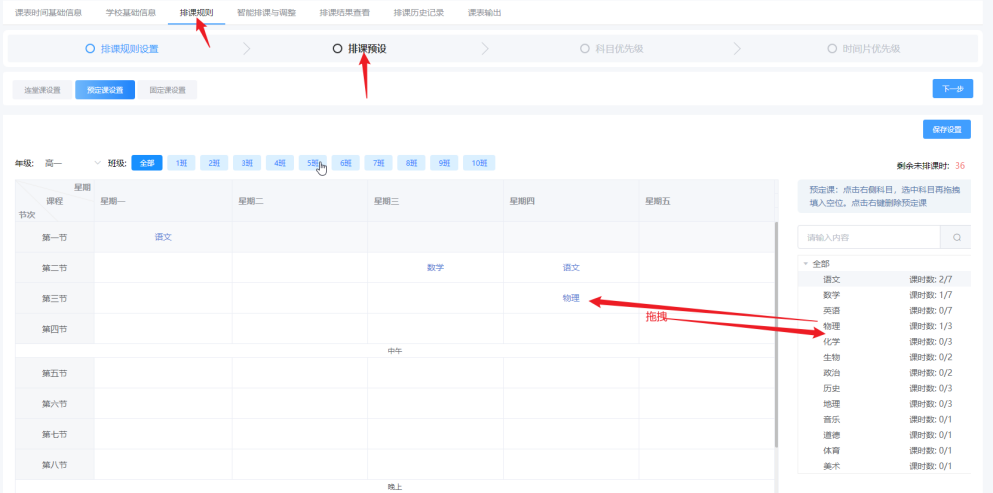 课表时间基础信息 学校基础信息 排课规则 智能排课与调整 排课结果查看 排课历史记录 课表输出
排课规则设置 排课预设 科目优先级 时间片优先级
连堂课设置 预定课设置 固定课设置 下一步
保存设置
年级: 高一 班级: 全部 1班 2班 3班 4班 5班 6班 7班 8班 9班 10班
剩余未排课时: 36
星期
课程
节次
星期一 星期二 星期三 星期四 星期五
第一节 语文
第二节 数学 语文
第三节 物理
第四节
中午
第五节
第六节
第七节
第八节
晚上
拖拽
预定课：点击右侧科目，选中科目再拖拽
填入空位。点击右键删除预定课
请输入内容
全部
语文 课时数: 2/7
数学 课时数: 1/7
英语 课时数: 0/7
物理 课时数: 1/3
化学 课时数: 0/3
生物 课时数: 0/2
政治 课时数: 0/2
历史 课时数: 0/3
地理 课时数: 0/3
音乐 课时数: 0/1
道德 课时数: 0/1
体育 课时数: 0/1
美术 课时数: 0/1